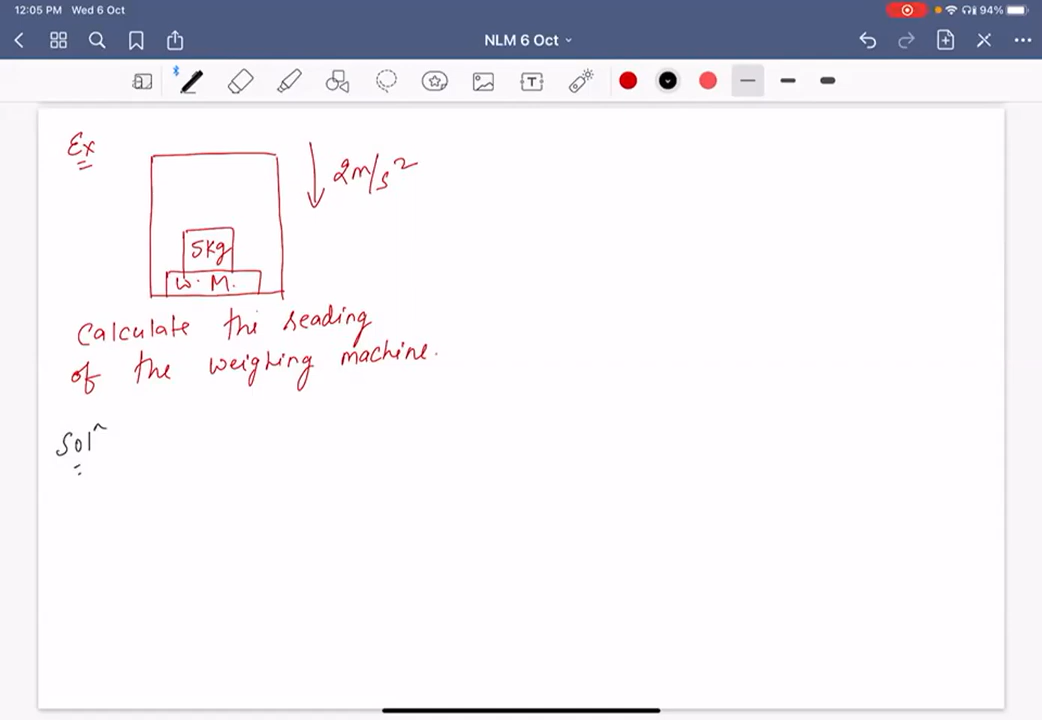 12:05 PM Wed 6 Oct
94%
NLM 6 Oct
T
Ex
2m/s²
5Kg
W. M.
Calculate the reading
of the weighing machine.
Solⁿ